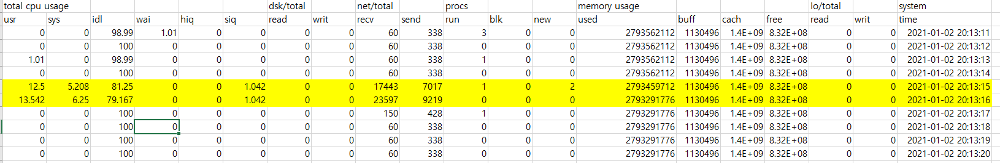 total cpu usage dsk/total net/total procs memory usage io/total system
usr sys idl wai hiq siq read writ recv send run blk new used buff cach free read writ time
0 0 98.99 1.01 0 0 0 0 60 338 3 0 0 2793562112 1130496 1.4E+09 8.32E+08 0 0 2021-01-02 20:13:11
0 0 100 0 0 0 0 0 60 338 0 0 0 2793562112 1130496 1.4E+09 8.32E+08 0 0 2021-01-02 20:13:12
1.01 0 98.99 0 0 0 0 0 60 338 1 0 0 2793562112 1130496 1.4E+09 8.32E+08 0 0 2021-01-02 20:13:13
0 0 100 0 0 0 0 0 60 338 0 0 0 2793562112 1130496 1.4E+09 8.32E+08 0 0 2021-01-02 20:13:14
12.5 5.208 81.25 0 0 1.042 0 0 17443 7017 1 0 2 2793459712 1130496 1.4E+09 8.32E+08 0 0 2021-01-02 20:13:15
13.542 6.25 79.167 0 0 1.042 0 0 23597 9219 0 0 0 2793291776 1130496 1.4E+09 8.32E+08 0 0 2021-01-02 20:13:16
0 0 100 0 0 0 0 0 150 428 1 0 0 2793291776 1130496 1.4E+09 8.32E+08 0 0 2021-01-02 20:13:17
0 0 100 0 0 0 0 0 60 338 0 0 0 2793291776 1130496 1.4E+09 8.32E+08 0 0 2021-01-02 20:13:18
0 0 100 0 0 0 0 0 60 338 0 0 0 2793291776 1130496 1.4E+09 8.32E+08 0 0 2021-01-02 20:13:19
0 0 100 0 0 0 0 0 60 338 0 0 0 2793291776 1130496 1.4E+09 8.32E+08 0 0 2021-01-02 20:13:20